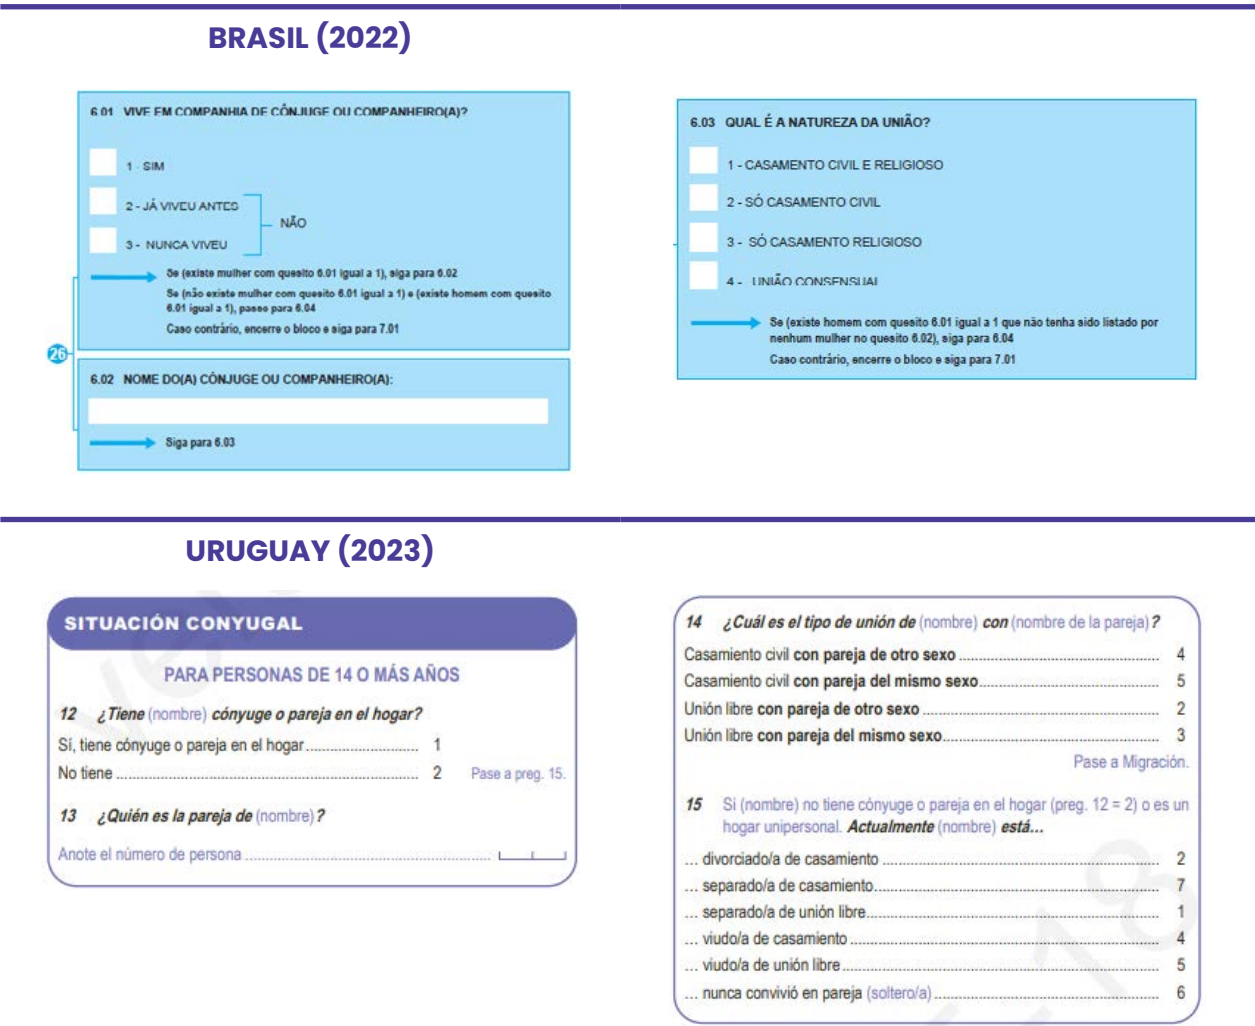 BRASIL (2022)
6.01 VIVE EM COMPANHIA DE CÔNJUGE OU COMPANHEIRO(A)?
1 - SIM
2 - JÁ VIVEU ANTES
NÃO
3 - NUNCA VIVEU
Se (existe mulher com quesito 6.01 igual a 1), siga para 6.02
Se (não existe mulher com quesito 6.01 igual a 1) e (existe homem com quesito
6.01 igual a 1), passe para 6.04
Caso contrário, encerre o bloco e siga para 7.01
26
6.02 NOME DO(A) CÔNJUGE OU COMPANHEIRO(A):
Siga para 6.03
6.03 QUAL É A NATUREZA DA UNIÃO?
1 - CASAMENTO CIVIL E RELIGIOSO
2 - SÓ CASAMENTO CIVIL
3 - SÓ CASAMENTO RELIGIOSO
4 - UNIÃO CONSENSUAL
Se (existe homem com quesito 6.01 igual a 1 que não tenha sido listado por
nenhum mulher no quesito 6.02), siga para 6.04
Caso contrário, encerre o bloco e siga para 7.01
URUGUAY (2023)
SITUACIÓN CONYUGAL
PARA PERSONAS DE 14 O MÁS AÑOS
12 ¿Tiene (nombre) cónyuge o pareja en el hogar?
Sí, tiene cónyuge o pareja en el hogar 1
No tiene 2 Pase a preg. 15.
13 ¿Quién es la pareja de (nombre)?
Anote el número de persona
14 ¿Cuál es el tipo de unión de (nombre) con (nombre de la pareja)?
Casamiento civil con pareja de otro sexo 4
Casamiento civil con pareja del mismo sexo 5
Unión libre con pareja de otro sexo 2
Unión libre con pareja del mismo sexo 3
Pase a Migración.
15 Si (nombre) no tiene cónyuge o pareja en el hogar (preg. 12 = 2) o es un
hogar unipersonal. Actualmente (nombre) está...
... divorciado/a de casamiento 2
... separado/a de casamiento 7
... separado/a de unión libre 1
... viudo/a de casamiento 4
... viudo/a de unión libre 5
... nunca convivió en pareja (soltero/a) 6